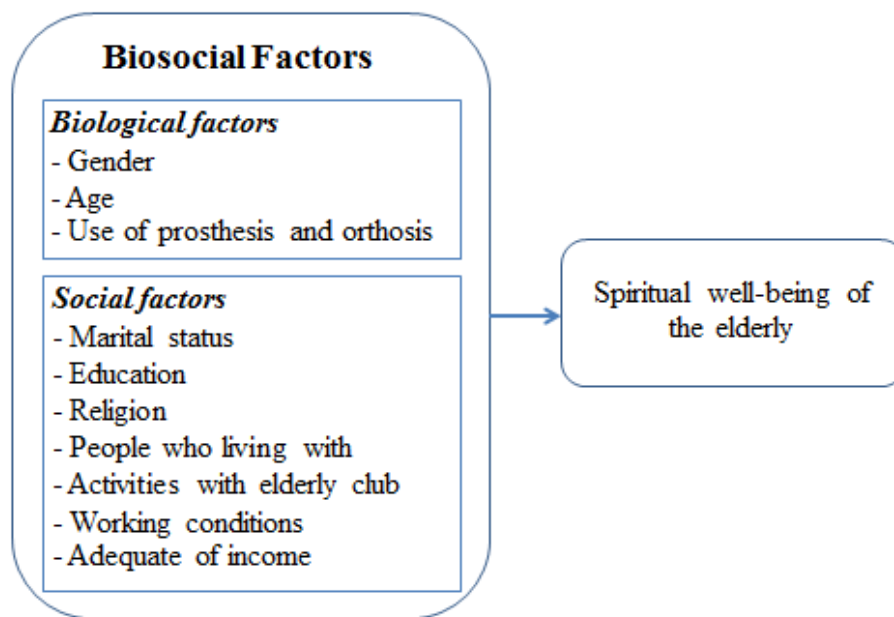 Biosocial Factors
Biological factors
- Gender
- Age
- Use of prosthesis and orthosis
Social factors
- Marital status
- Education
- Religion
- People who living with
- Activities with elderly club
- Working conditions
- Adequate of income
Spiritual well-being of
the elderly